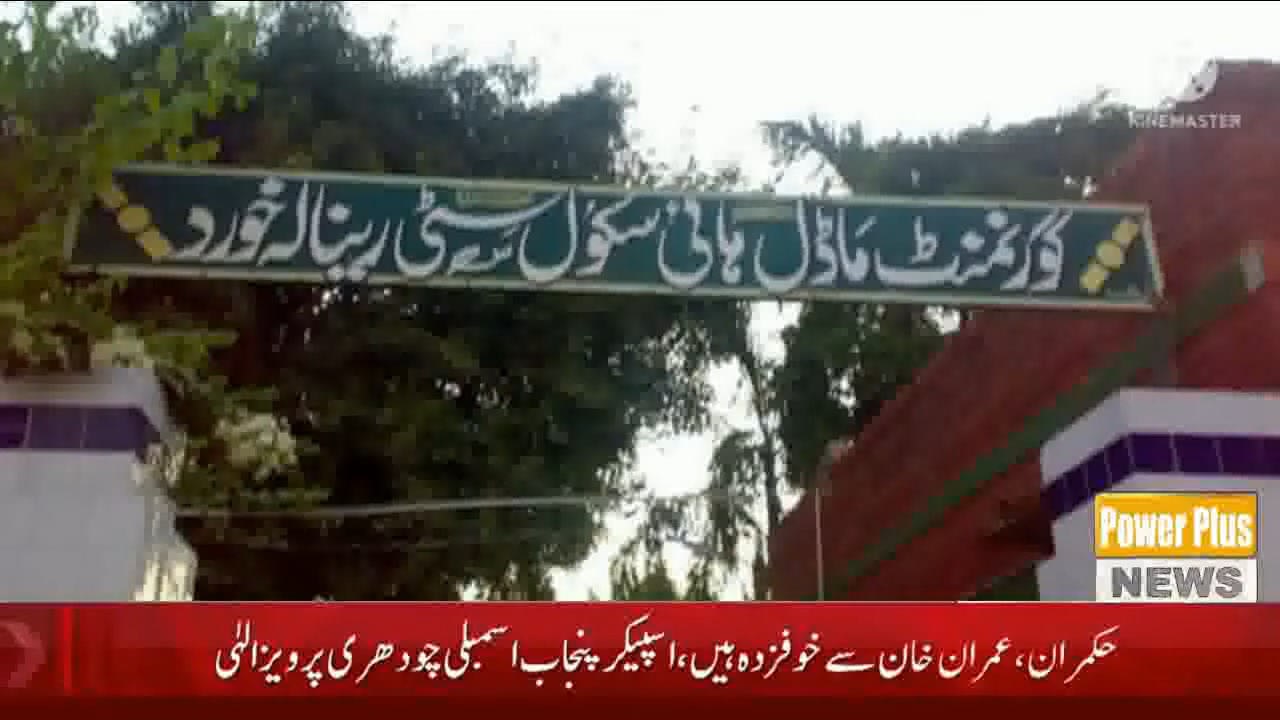 KINEMASTER
گورنمنٹ ماڈل ہائی سکول سٹی رینالہ خورد
Power Plus
NEWS
حکمران، عمران خان سے خوفزدہ ہیں، اسپیکر پنجاب اسمبلی چودھری پرویز الٰہی